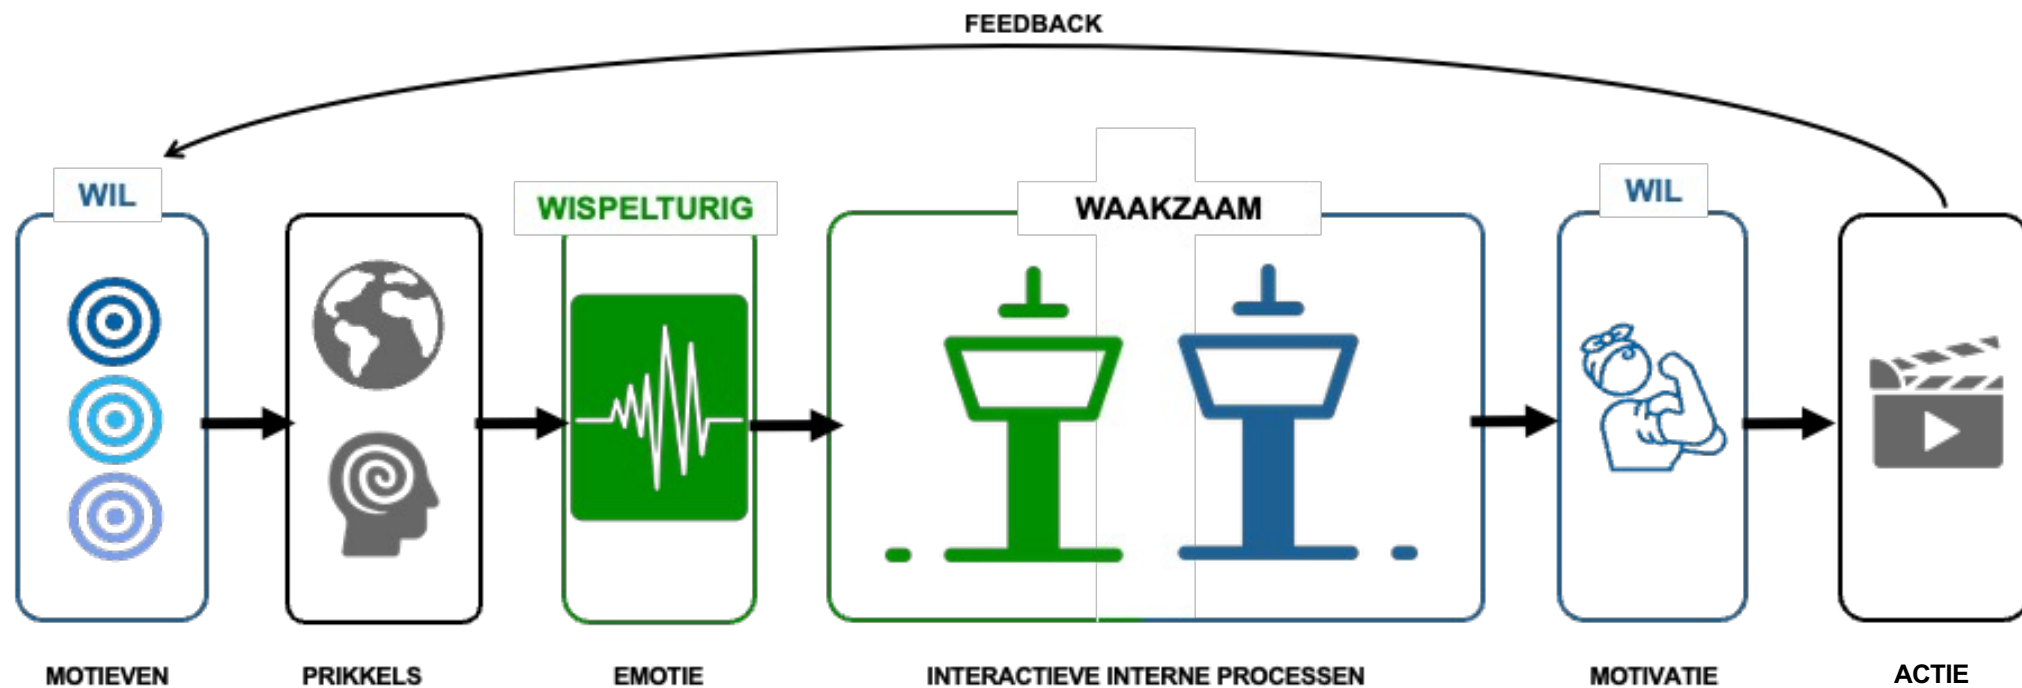 FEEDBACK
WIL
WISPELTURIG
WAAKZAAM
WIL
MOTIEVEN
PRIKKELS
EMOTIE
INTERACTIEVE INTERNE PROCESSEN
MOTIVATIE
ACTIE